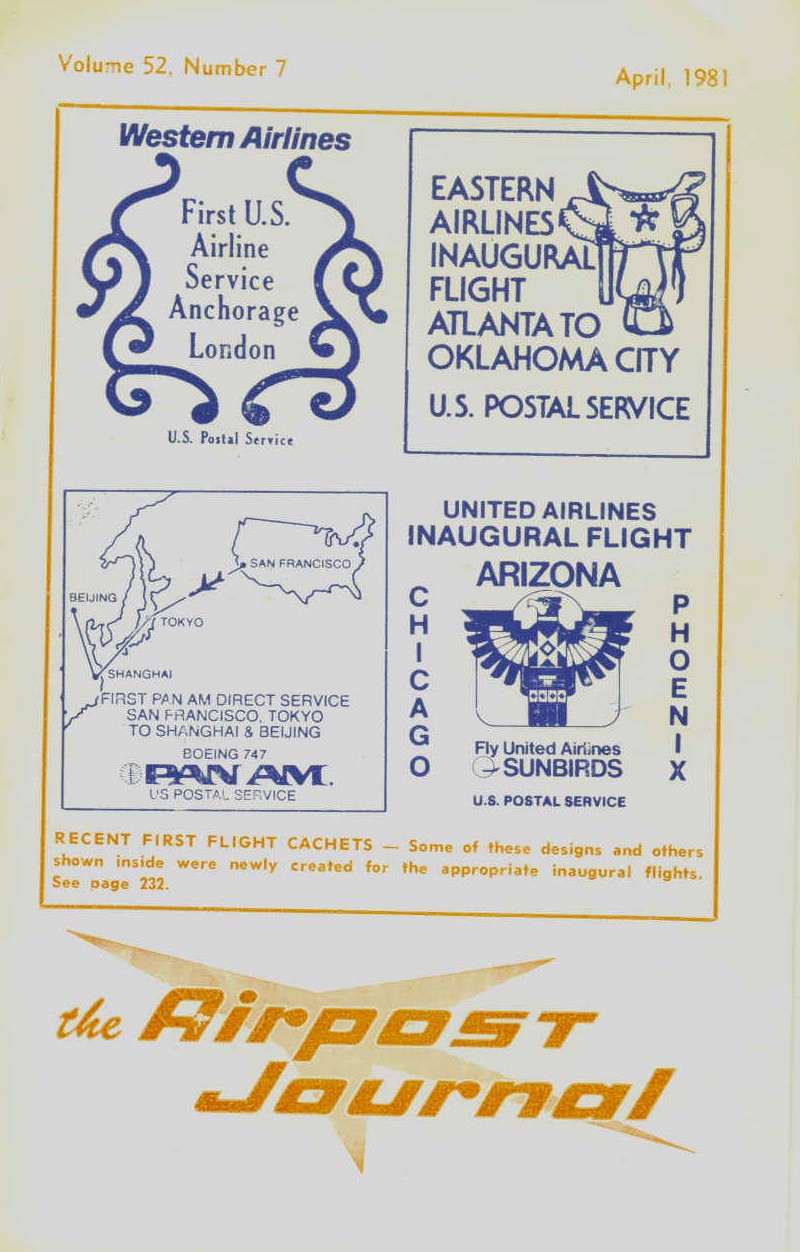 Volume 52, Number 7
April, 1981
Western Airlines
First U.S.
Airline
Service
Anchorage
London
U.S. Postal Service
EASTERN
AIRLINES
INAUGURAL
FLIGHT
ATLANTA TO
OKLAHOMA CITY
U.S. POSTAL SERVICE
SAN FRANCISCO
BEIJING
TOKYO
SHANGHAI
FIRST PAN AM DIRECT SERVICE
SAN FRANCISCO, TOKYO
TO SHANGHAI & BEIJING
BOEING 747
PAN AM.
US POSTAL SERVICE
UNITED AIRLINES
INAUGURAL FLIGHT
ARIZONA
CHICAGO
PHOENIX
Fly United Airlines
SUNBIRDS
U.S. POSTAL SERVICE
RECENT FIRST FLIGHT CACHETS — Some of these designs and others
shown inside were newly created for the appropriate inaugural flights.
See page 232.
the Airpost
Journal